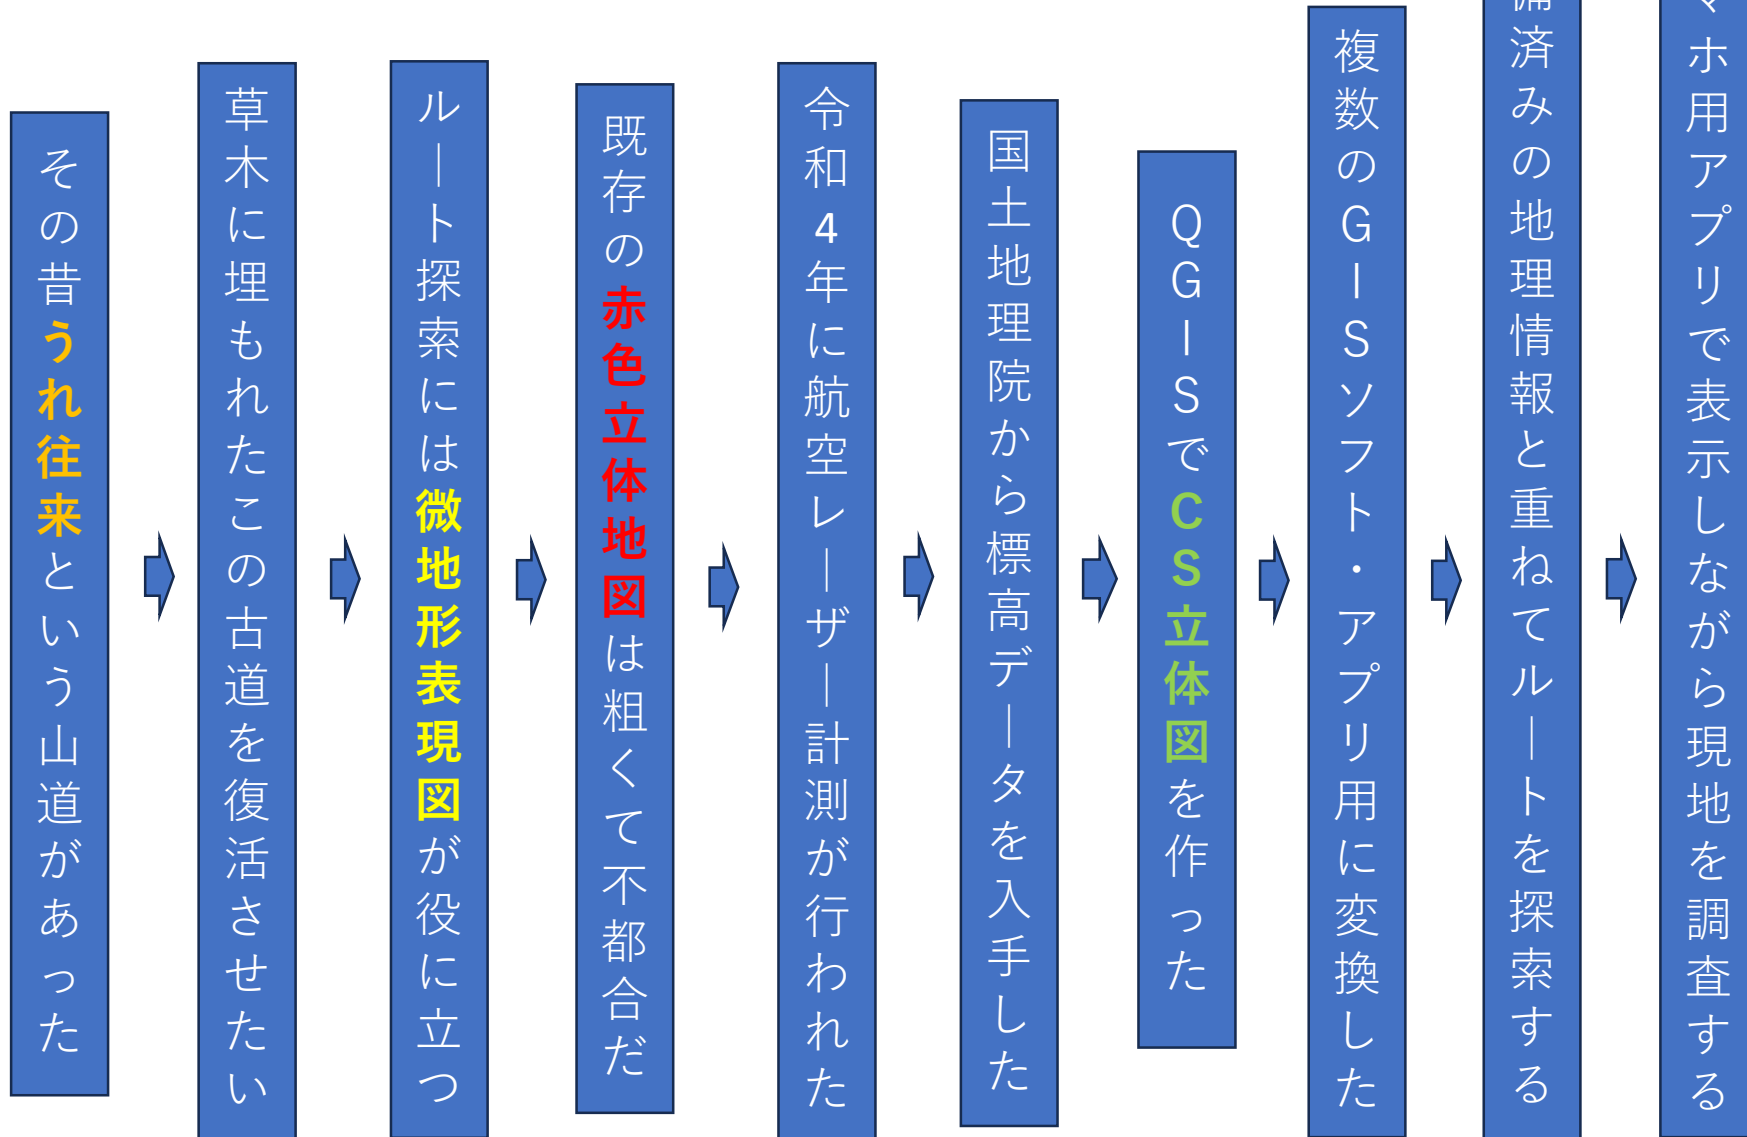 その昔うれ往来という山道があった
草木に埋もれたこの古道を復活させたい
ルート探索には微地形表現図が役に立つ
既存の赤色立体地図は粗くて不都合だ
令和4年に航空レーザー計測が行われた
国土地理院から標高データを入手した
QGISでCS立体図を作った
複数のGISソフト・アプリ用に変換した
備済みの地理情報と重ねてルートを探索する
マホ用アプリで表示しながら現地を調査する